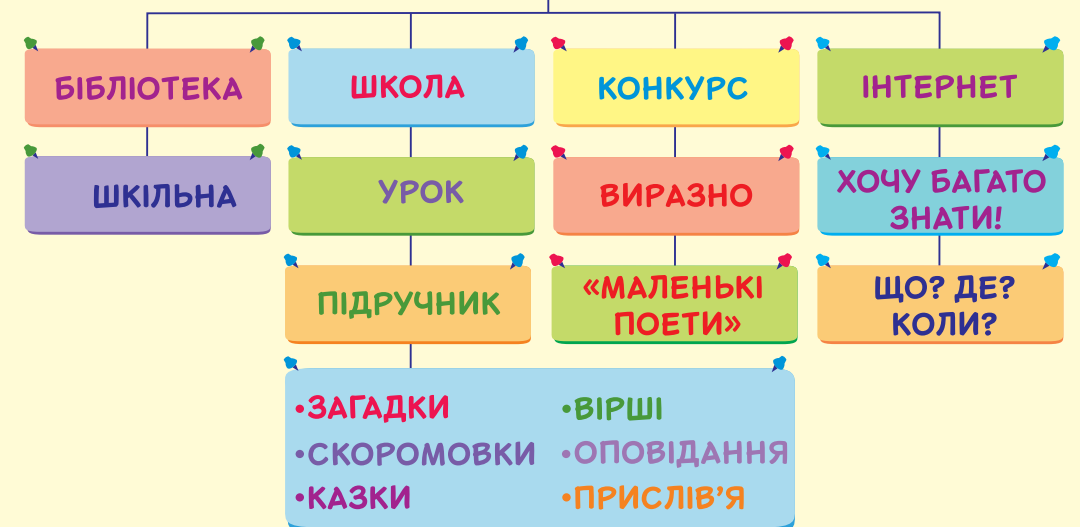 БІБЛІОТЕКА
ШКОЛА
КОНКУРС
ІНТЕРНЕТ
ШКІЛЬНА
УРОК
ВИРАЗНО
ХОЧУ БАГАТО
ЗНАТИ!
ПІДРУЧНИК
«МАЛЕНЬКІ
ПОЕТИ»
ЩО? ДЕ?
КОЛИ?
•ЗАГАДКИ
•СКОРОМОВКИ
•КАЗКИ
•ВІРШІ
•ОПОВІДАННЯ
•ПРИСЛІВ’Я